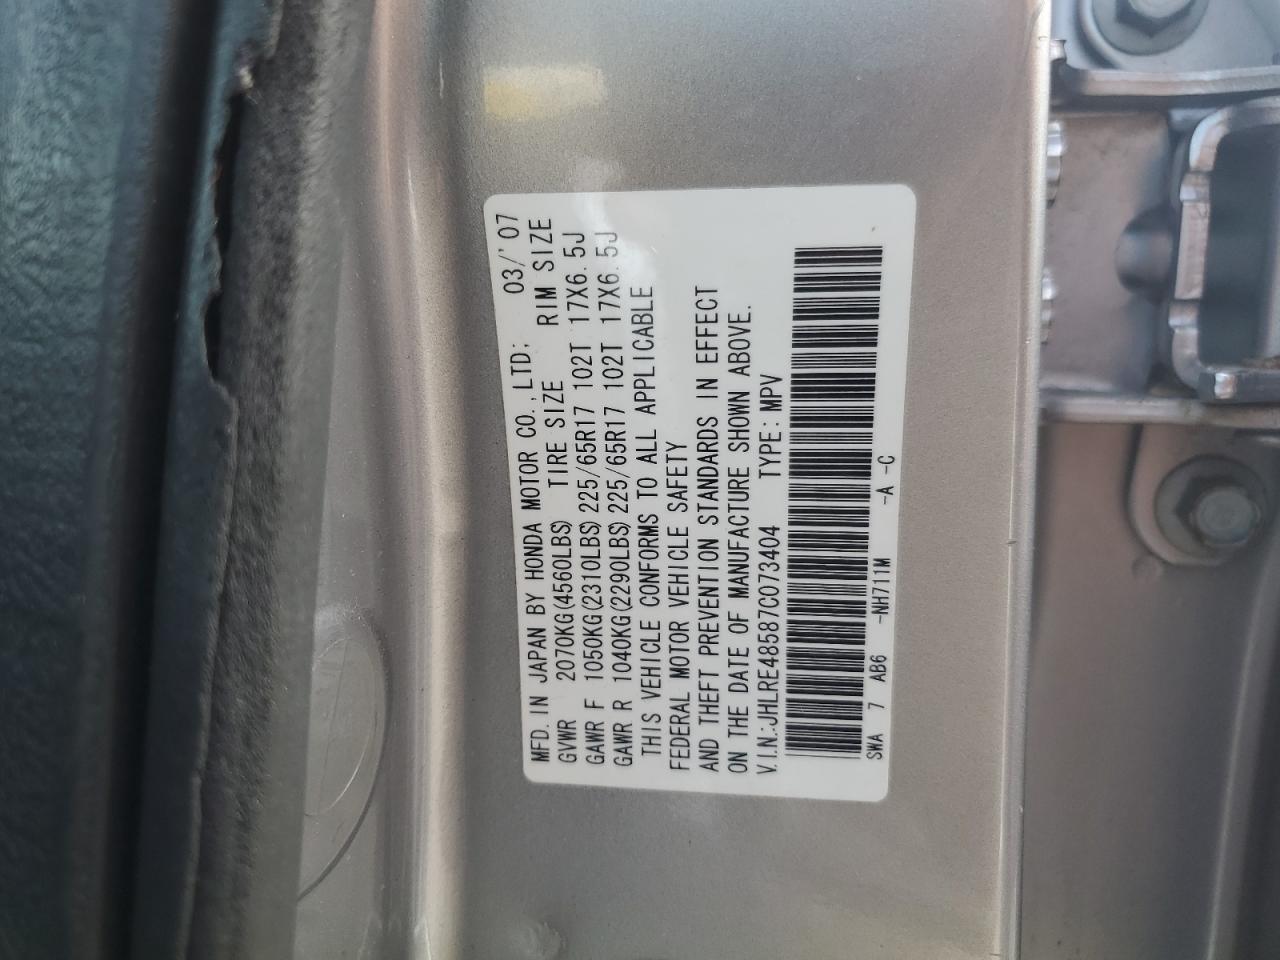 MFD. IN JAPAN BY HONDA MOTOR CO., LTD: 03/'07
GVWR 2070KG(4560LBS) TIRE SIZE RIM SIZE
GAWR F 1050KG(2310LBS) 225/65R17 102T 17X6. 5J
GAWR R 1040KG(2290LBS) 225/65R17 102T 17X6. 5J
THIS VEHICLE CONFORMS TO ALL APPLICABLE
FEDERAL MOTOR VEHICLE SAFETY
AND THEFT PREVENTION STANDARDS IN EFFECT
ON THE DATE OF MANUFACTURE SHOWN ABOVE.
V.I.N.:JHLRE48587C073404 TYPE: MPV
SWA 7 AB6 -NH711M -A -C